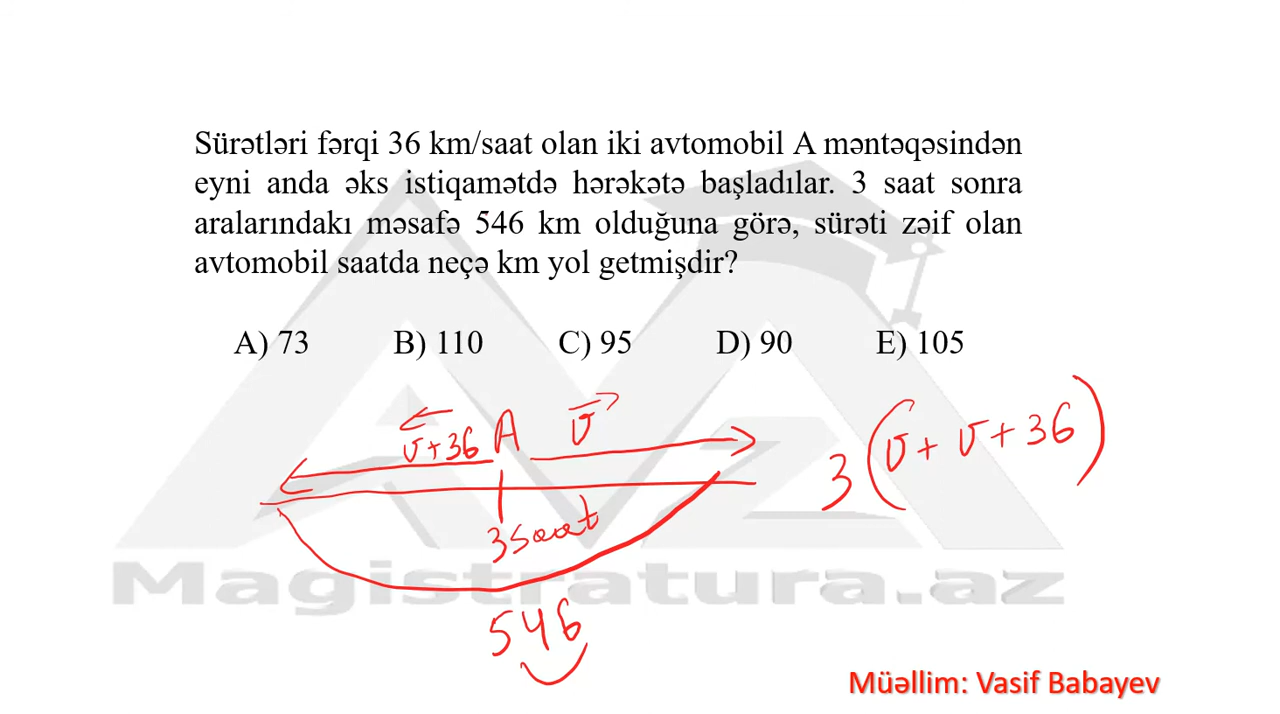 Sürətləri fərqi 36 km/saat olan iki avtomobil A məntəqəsindən
eyni anda əks istiqamətdə hərəkətə başladılar. 3 saat sonra
aralarındakı məsafə 546 km olduğuna görə, sürəti zəif olan
avtomobil saatda neçə km yol getmişdir?
A) 73 B) 110 C) 95 D) 90 E) 105
v+36 A v
3(v+v+36)
3 saat
546
Magistratura.az
Müəllim: Vasif Babayev